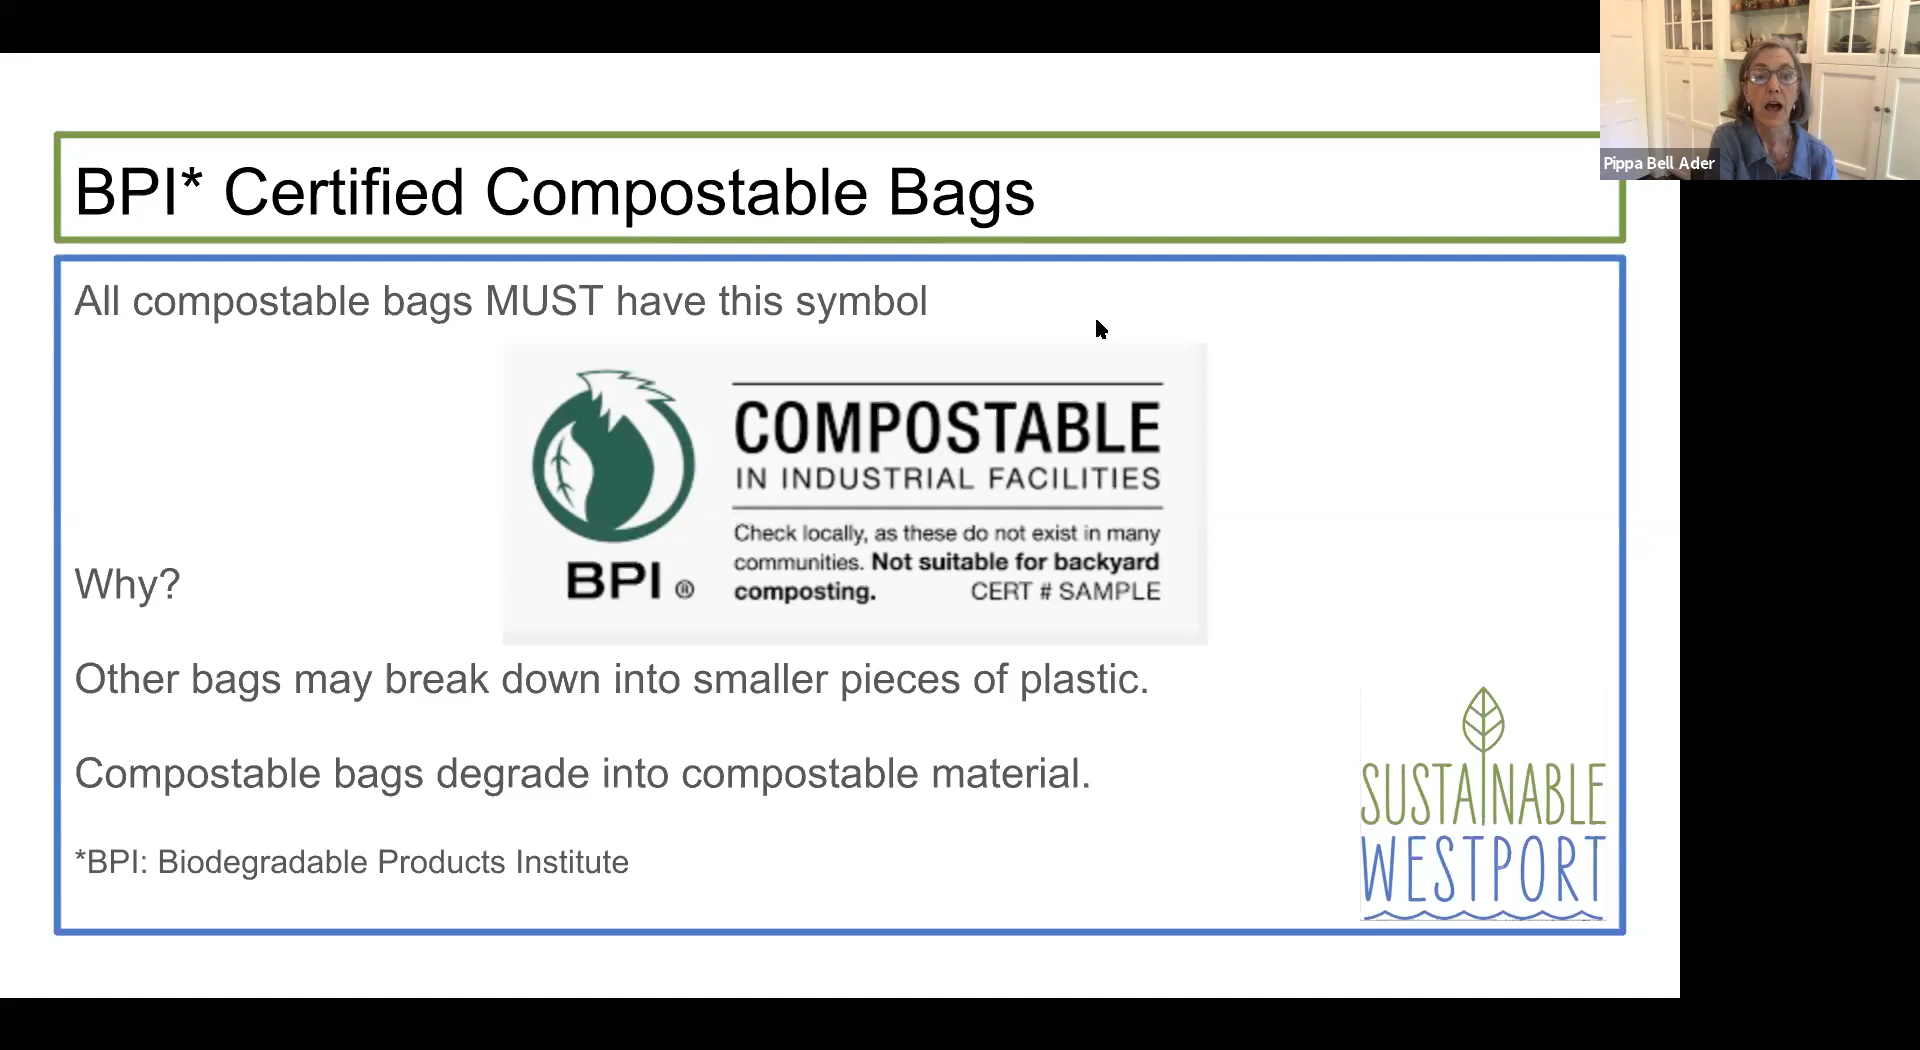 Pippa Bell Ader
BPI* Certified Compostable Bags
All compostable bags MUST have this symbol
COMPOSTABLE
IN INDUSTRIAL FACILITIES
Check locally, as these do not exist in many
communities. Not suitable for backyard
composting. CERT # SAMPLE
BPI ®
Why?
Other bags may break down into smaller pieces of plastic.
Compostable bags degrade into compostable material.
*BPI: Biodegradable Products Institute
SUSTAINABLE
WESTPORT